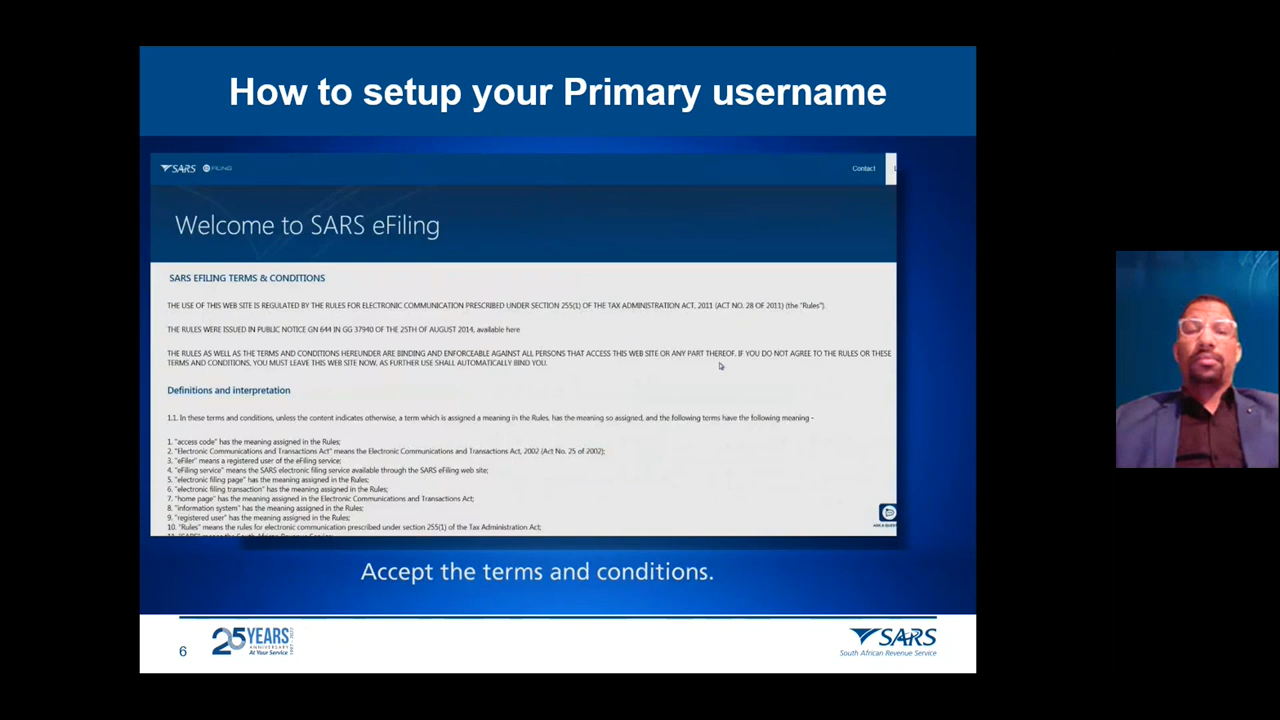 How to setup your Primary username
SARS eFILING
Contact
Welcome to SARS eFiling
SARS EFILING TERMS & CONDITIONS
THE USE OF THIS WEB SITE IS REGULATED BY THE RULES FOR ELECTRONIC COMMUNICATION PRESCRIBED UNDER SECTION 255(1) OF THE TAX ADMINISTRATION ACT, 2011 (ACT NO. 28 OF 2011) (the "Rules").
THE RULES WERE ISSUED IN PUBLIC NOTICE GN 644 IN GG 37940 OF THE 25TH OF AUGUST 2014, available here
THE RULES AS WELL AS THE TERMS AND CONDITIONS HEREUNDER ARE BINDING AND ENFORCEABLE AGAINST ALL PERSONS THAT ACCESS THIS WEB SITE OR ANY PART THEREOF. IF YOU DO NOT AGREE TO THE RULES OR THESE
TERMS AND CONDITIONS, YOU MUST LEAVE THIS WEB SITE NOW, AS FURTHER USE SHALL AUTOMATICALLY BIND YOU.
Definitions and interpretation
1.1. In these terms and conditions, unless the content indicates otherwise, a term which is assigned a meaning in the Rules, has the meaning so assigned, and the following terms have the following meaning -
1. "access code" has the meaning assigned in the Rules;
2. "Electronic Communications and Transactions Act" means the Electronic Communications and Transactions Act, 2002 (Act No. 25 of 2002);
3. "eFiler" means a registered user of the eFiling service;
4. "eFiling service" means the SARS electronic filing service available through the SARS eFiling web site;
5. "electronic filing page" has the meaning assigned in the Rules;
6. "electronic filing transaction" has the meaning assigned in the Rules;
7. "home page" has the meaning assigned in the Electronic Communications and Transactions Act;
8. "information system" has the meaning assigned in the Rules;
9. "registered user" has the meaning assigned in the Rules;
10. "Rules" means the rules for electronic communication prescribed under section 255(1) of the Tax Administration Act;
11. "SARS" means the South African Revenue Service;
ASK A QUEST
Accept the terms and conditions.
6
25 YEARS
ANNIVERSARY
At Your Service
SARS
South African Revenue Service